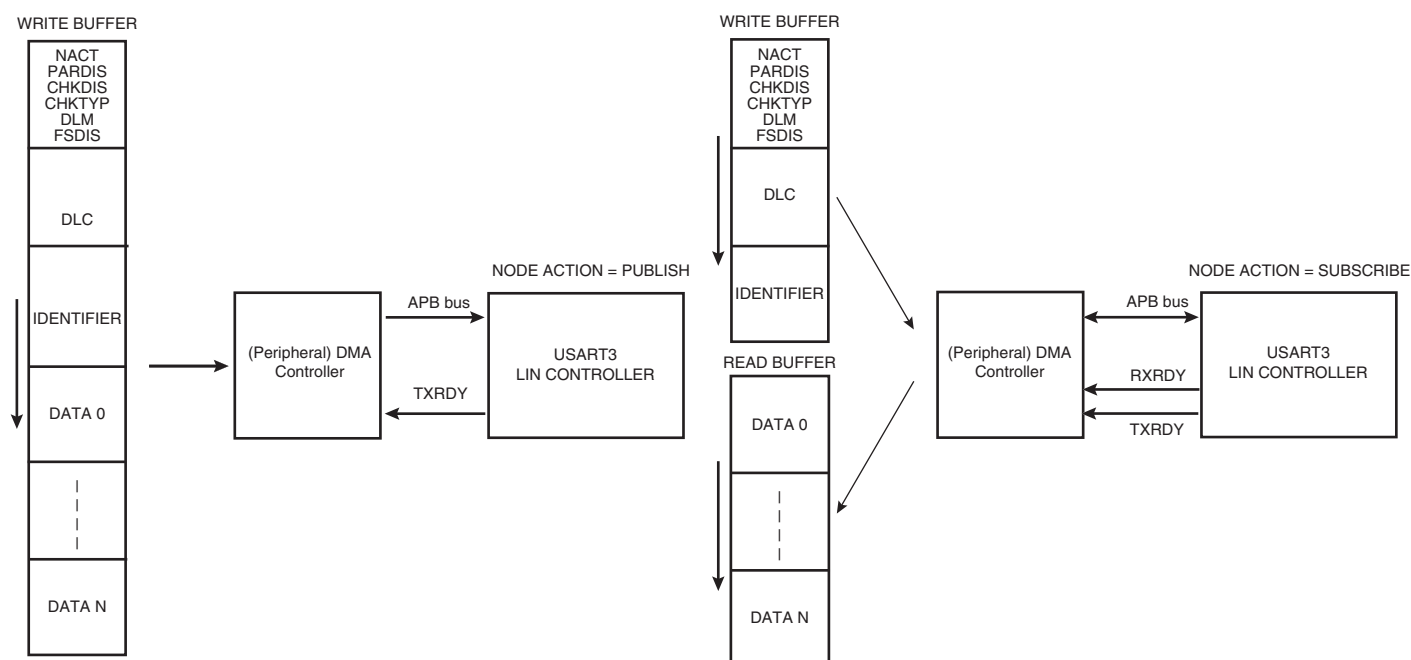 WRITE BUFFER
NACT
PARDIS
CHKDIS
CHKTYP
DLM
FSDIS
DLC
IDENTIFIER
DATA 0
DATA N
(Peripheral) DMA
Controller
APB bus
TXRDY
NODE ACTION = PUBLISH
USART3
LIN CONTROLLER
WRITE BUFFER
NACT
PARDIS
CHKDIS
CHKTYP
DLM
FSDIS
DLC
IDENTIFIER
READ BUFFER
DATA 0
DATA N
(Peripheral) DMA
Controller
APB bus
RXRDY
TXRDY
NODE ACTION = SUBSCRIBE
USART3
LIN CONTROLLER